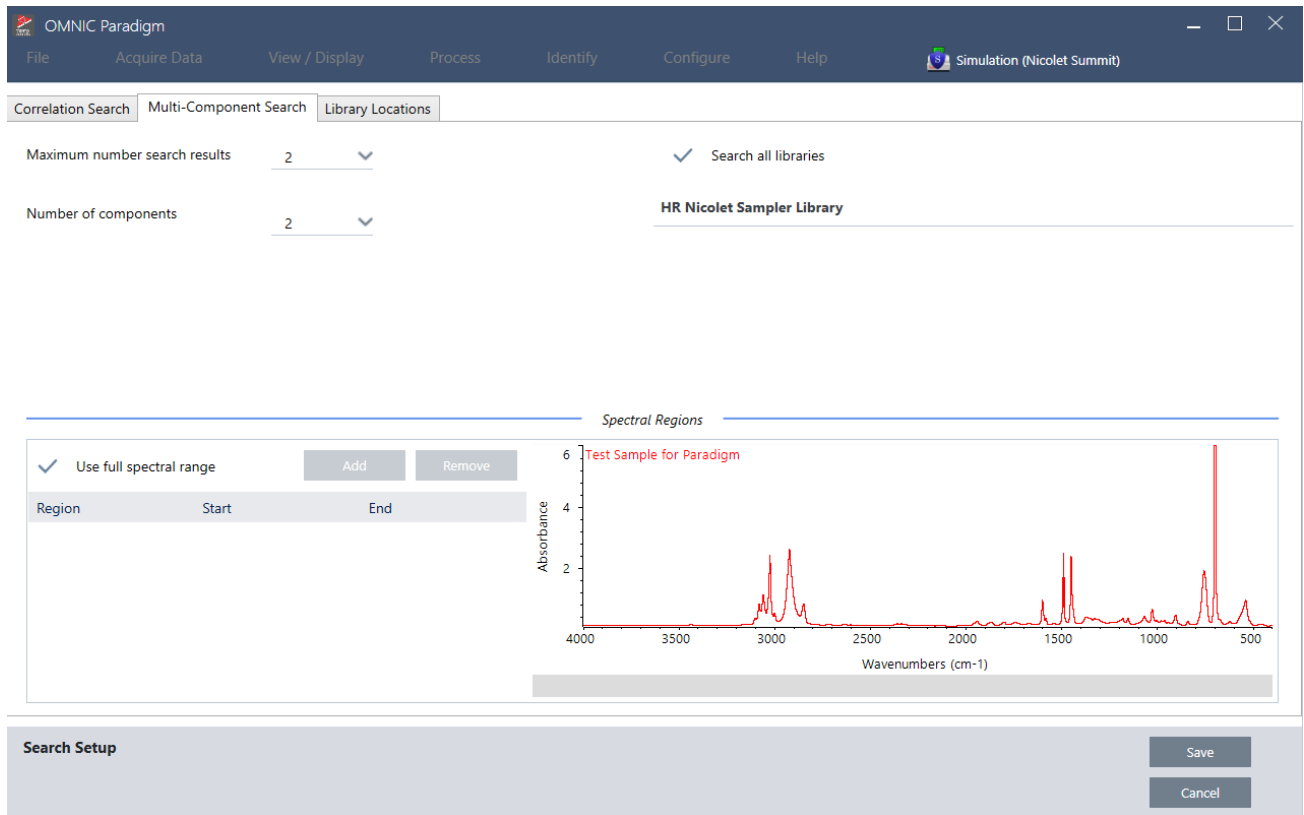 OMNIC Paradigm
File Acquire Data View / Display Process Identify Configure Help Simulation (Nicolet Summit)
Correlation Search Multi-Component Search Library Locations
Maximum number search results 2 Search all libraries
Number of components 2 HR Nicolet Sampler Library
Spectral Regions
Use full spectral range Add Remove
Region Start End
Test Sample for Paradigm
Absorbance
6
4
2
4000 3500 3000 2500 2000 1500 1000 500
Wavenumbers (cm-1)
Search Setup
Save
Cancel